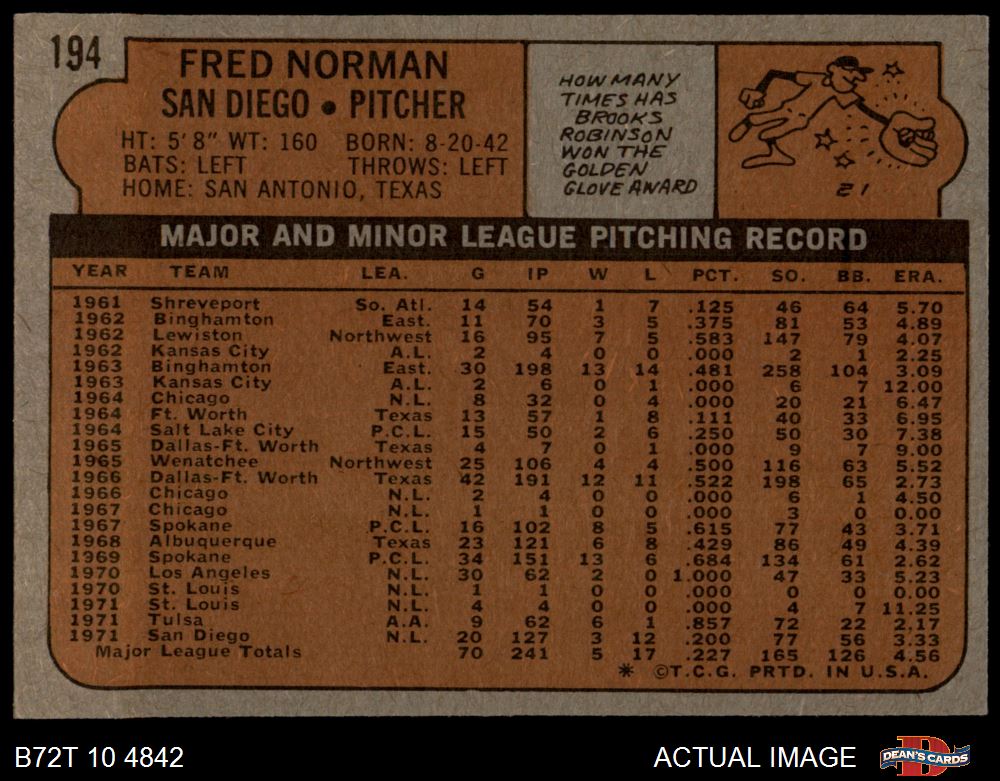 194
FRED NORMAN
SAN DIEGO • PITCHER
HT: 5'8" WT: 160 BORN: 8-20-42
BATS: LEFT THROWS: LEFT
HOME: SAN ANTONIO, TEXAS
HOW MANY
TIMES HAS
BROOKS
ROBINSON
WON THE
GOLDEN
GLOVE AWARD
MAJOR AND MINOR LEAGUE PITCHING RECORD
YEAR TEAM LEA. G IP W L PCT. SO. BB. ERA.
1961 Shreveport So. Atl. 14 54 1 7 .125 46 64 5.70
1962 Binghamton East. 11 70 3 5 .375 81 53 4.89
1962 Lewiston Northwest 16 95 7 5 .583 147 79 4.07
1962 Kansas City A.L. 2 4 0 0 .000 2 1 2.25
1963 Binghamton East. 30 198 13 14 .481 258 104 3.09
1963 Kansas City A.L. 2 6 0 1 .000 6 7 12.00
1964 Chicago N.L. 8 32 0 4 .000 20 21 6.47
1964 Ft. Worth Texas 13 57 1 8 .111 40 33 6.95
1964 Salt Lake City P.C.L. 15 50 2 6 .250 50 30 7.38
1965 Dallas-Ft. Worth Texas 4 7 0 1 .000 9 7 9.00
1965 Wenatchee Northwest 25 106 4 4 .500 116 63 5.52
1966 Dallas-Ft. Worth Texas 42 191 12 11 .522 198 65 2.73
1966 Chicago N.L. 2 4 0 0 .000 6 1 4.50
1967 Chicago N.L. 1 1 0 0 .000 3 0 0.00
1967 Spokane P.C.L. 16 102 8 5 .615 77 43 3.71
1968 Albuquerque Texas 23 121 6 8 .429 86 49 4.39
1969 Spokane P.C.L. 34 151 13 6 .684 134 61 2.62
1970 Los Angeles N.L. 30 62 2 0 1.000 47 33 5.23
1970 St. Louis N.L. 1 1 0 0 .000 0 0 0.00
1971 St. Louis N.L. 4 4 0 0 .000 4 7 11.25
1971 Tulsa A.A. 9 62 6 1 .857 72 22 2.17
1971 San Diego N.L. 20 127 3 12 .200 77 56 3.33
Major League Totals 70 241 5 17 .227 165 126 4.56
* ©T.C.G. PRTD. IN U.S.A.
B72T 10 4842
ACTUAL IMAGE
DEAN'S CARDS